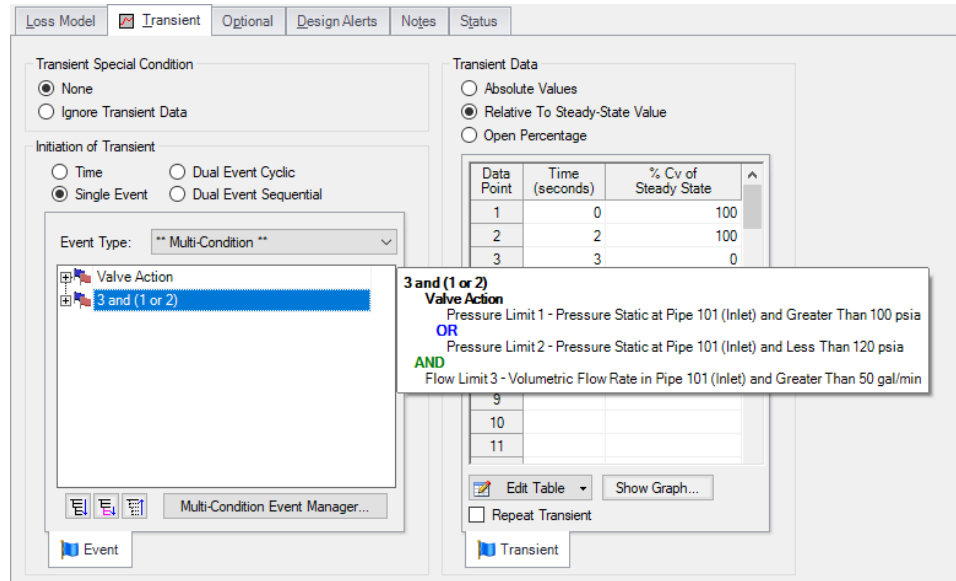 Loss Model
Transient
Optional
Design Alerts
Notes
Status
Transient Special Condition
None
Ignore Transient Data
Initiation of Transient
Time
Dual Event Cyclic
Single Event
Dual Event Sequential
Event Type:
** Multi-Condition **
Valve Action
3 and (1 or 2)
Multi-Condition Event Manager...
Event
Transient Data
Absolute Values
Relative To Steady-State Value
Open Percentage
Data Point
Time (seconds)
% Cv of Steady State
1 0 100
2 2 100
3 3 0
3 and (1 or 2)
Valve Action
Pressure Limit 1 - Pressure Static at Pipe 101 (Inlet) and Greater Than 100 psia
OR
Pressure Limit 2 - Pressure Static at Pipe 101 (Inlet) and Less Than 120 psia
AND
Flow Limit 3 - Volumetric Flow Rate in Pipe 101 (Inlet) and Greater Than 50 gal/min
9
10
11
Edit Table
Show Graph...
Repeat Transient
Transient